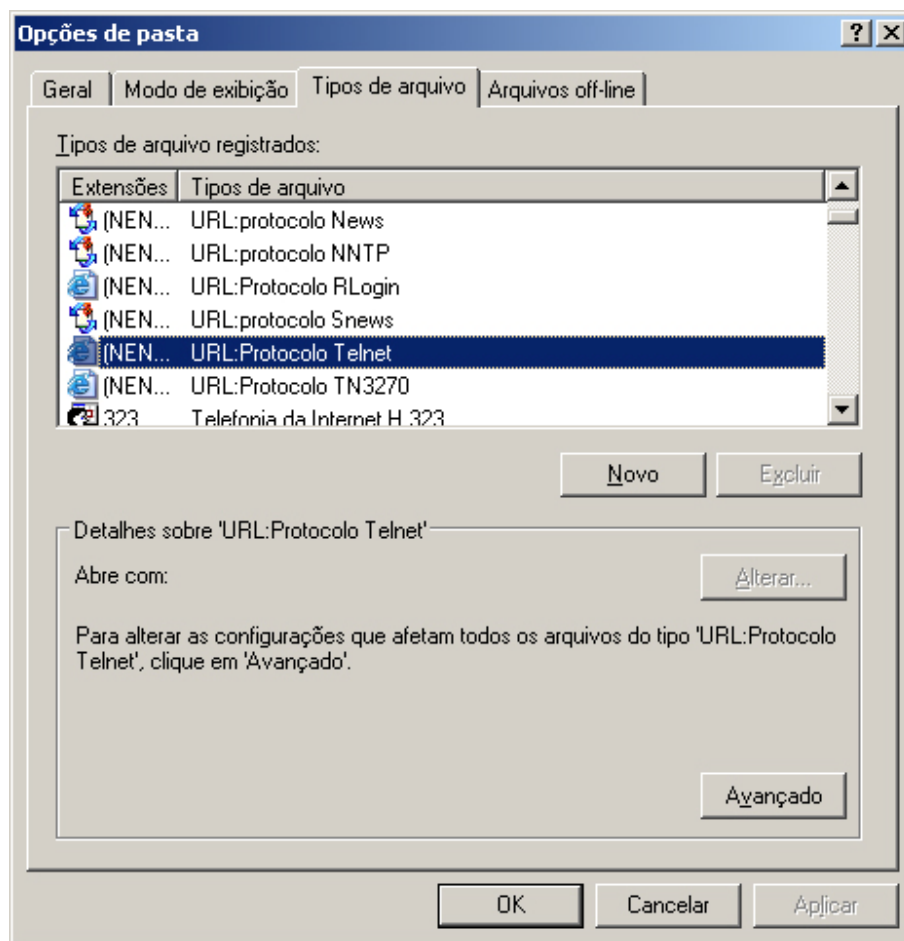 Opções de pasta
Geral Modo de exibição Tipos de arquivo Arquivos off-line
Tipos de arquivo registrados:
Extensões Tipos de arquivo
(NEN... URL:protocolo News
(NEN... URL:protocolo NNTP
(NEN... URL:Protocolo RLogin
(NEN... URL:protocolo Snews
(NEN... URL:Protocolo Telnet
(NEN... URL:Protocolo TN3270
323 Telefonia da Internet H.323
Novo Excluir
Detalhes sobre 'URL:Protocolo Telnet'
Abre com: Alterar...
Para alterar as configurações que afetam todos os arquivos do tipo 'URL:Protocolo
Telnet', clique em 'Avançado'.
Avançado
OK Cancelar Aplicar